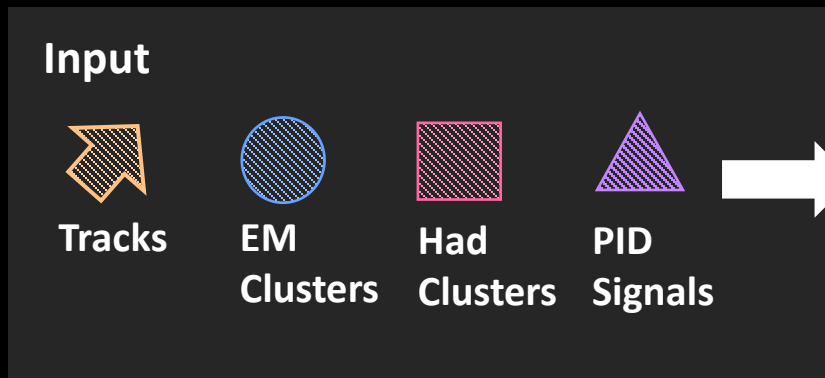 Input
Tracks
EM
Clusters
Had
Clusters
PID
Signals